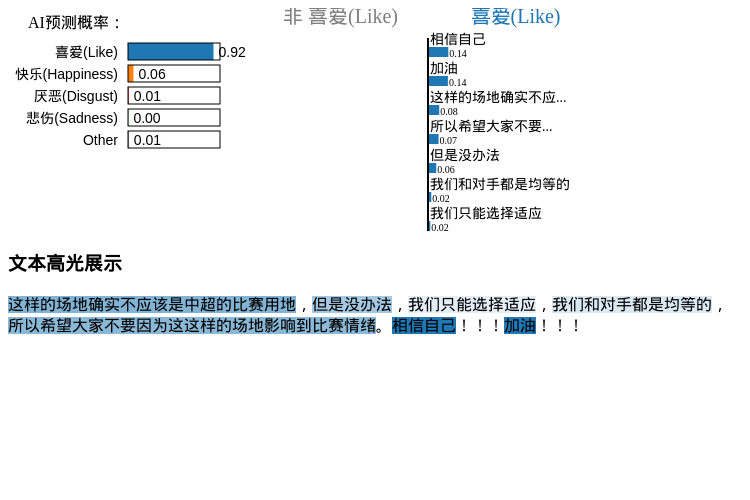 AI预测概率：
喜爱(Like) 0.92
快乐(Happiness) 0.06
厌恶(Disgust) 0.01
悲伤(Sadness) 0.00
Other 0.01
非 喜爱(Like) 喜爱(Like)
相信自己
0.14
加油
0.14
这样的场地确实不应...
0.08
所以希望大家不要...
0.07
但是没办法
0.06
我们和对手都是均等的
0.02
我们只能选择适应
0.02
文本高光展示
这样的场地确实不应该是中超的比赛用地，但是没办法，我们只能选择适应，我们和对手都是均等的，
所以希望大家不要因为这这样的场地影响到比赛情绪。相信自己！！！加油！！！